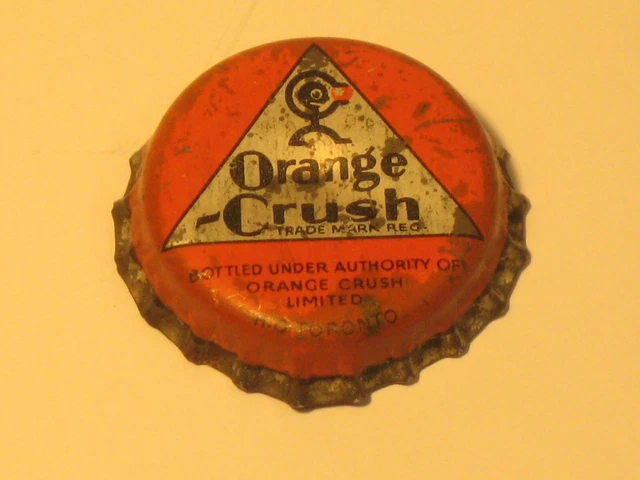 Orange
-Crush
TRADE MARK REG.
BOTTLED UNDER AUTHORITY OF
ORANGE CRUSH
LIMITED
TORONTO